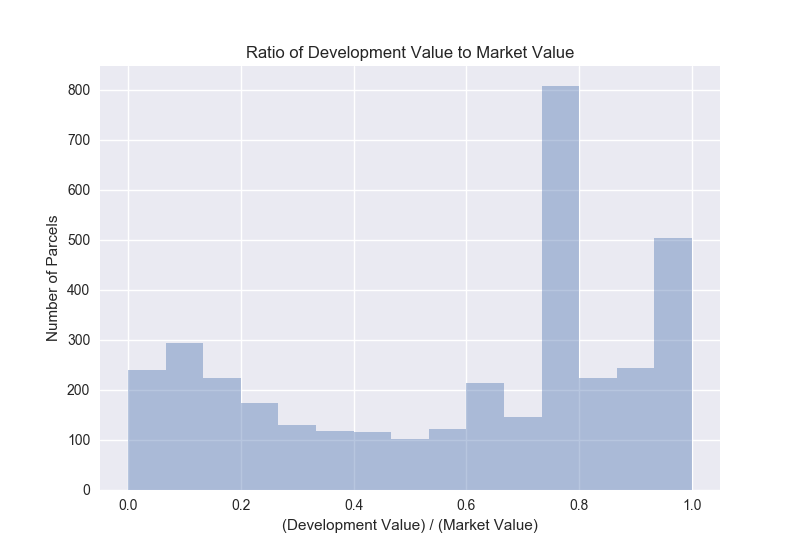 Ratio of Development Value to Market Value
800
700
600
500
400
300
200
100
0
Number of Parcels
0.0 0.2 0.4 0.6 0.8 1.0
(Development Value) / (Market Value)